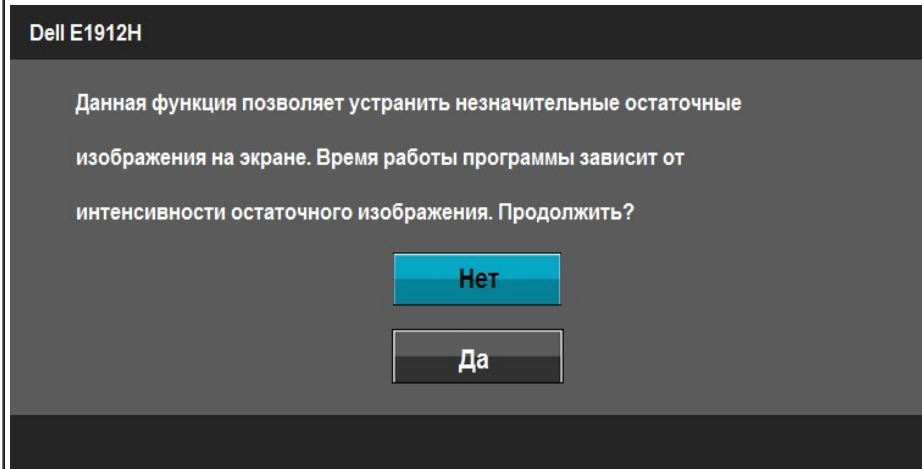 Dell E1912H
Данная функция позволяет устранить незначительные остаточные
изображения на экране. Время работы программы зависит от
интенсивности остаточного изображения. Продолжить?
Нет
Да